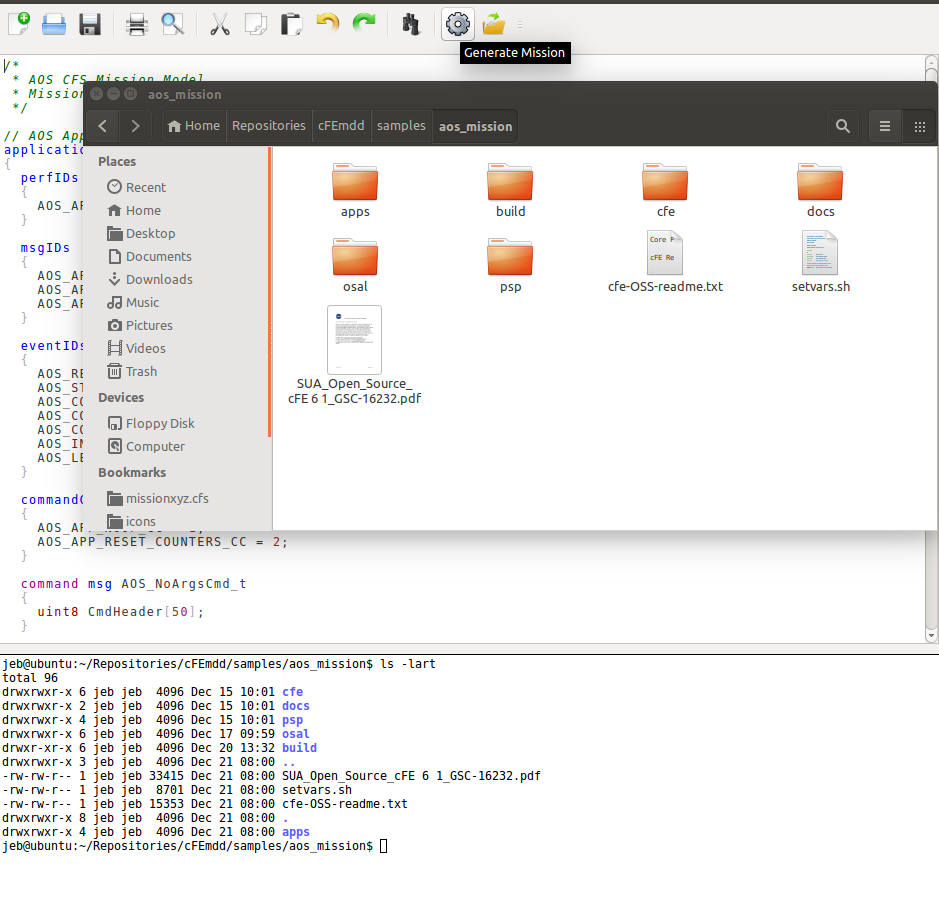 Generate Mission
/*
* AOS CFS Mission Model
* Mission
*/
// AOS App
applicatio
{
perfIDs
{
AOS_AP
}
msgIDs
{
AOS_AP
AOS_AP
AOS_AP
}
eventIDs
{
AOS_RE
AOS_ST
AOS_CO
AOS_CO
AOS_CO
AOS_IN
AOS_LE
}
command
{
AOS_APP_RESET_COUNTERS_CC = 2;
}
command msg AOS_NoArgsCmd_t
{
uint8 CmdHeader[50];
}
aos_mission
Home Repositories cFEmdd samples aos_mission
Places
Recent
Home
Desktop
Documents
Downloads
Music
Pictures
Videos
Trash
Devices
Floppy Disk
Computer
Bookmarks
missionxyz.cfs
icons
apps build cfe docs
Core F
cFE Re
osal psp cfe-OSS-readme.txt setvars.sh
SUA_Open_Source_
cFE 6 1_GSC-16232.pdf
jeb@ubuntu:~/Repositories/cFEmdd/samples/aos_mission$ ls -lart
total 96
drwxrwxr-x 6 jeb jeb 4096 Dec 15 10:01 cfe
drwxrwxr-x 2 jeb jeb 4096 Dec 15 10:01 docs
drwxrwxr-x 4 jeb jeb 4096 Dec 15 10:01 psp
drwxrwxr-x 6 jeb jeb 4096 Dec 17 09:59 osal
drwxr-xr-x 6 jeb jeb 4096 Dec 20 13:32 build
drwxrwxr-x 3 jeb jeb 4096 Dec 21 08:00 ..
-rw-rw-r-- 1 jeb jeb 33415 Dec 21 08:00 SUA_Open_Source_cFE 6 1_GSC-16232.pdf
-rw-rw-r-- 1 jeb jeb 8701 Dec 21 08:00 setvars.sh
-rw-rw-r-- 1 jeb jeb 15353 Dec 21 08:00 cfe-OSS-readme.txt
drwxrwxr-x 8 jeb jeb 4096 Dec 21 08:00 .
drwxrwxr-x 4 jeb jeb 4096 Dec 21 08:00 apps
jeb@ubuntu:~/Repositories/cFEmdd/samples/aos_mission$